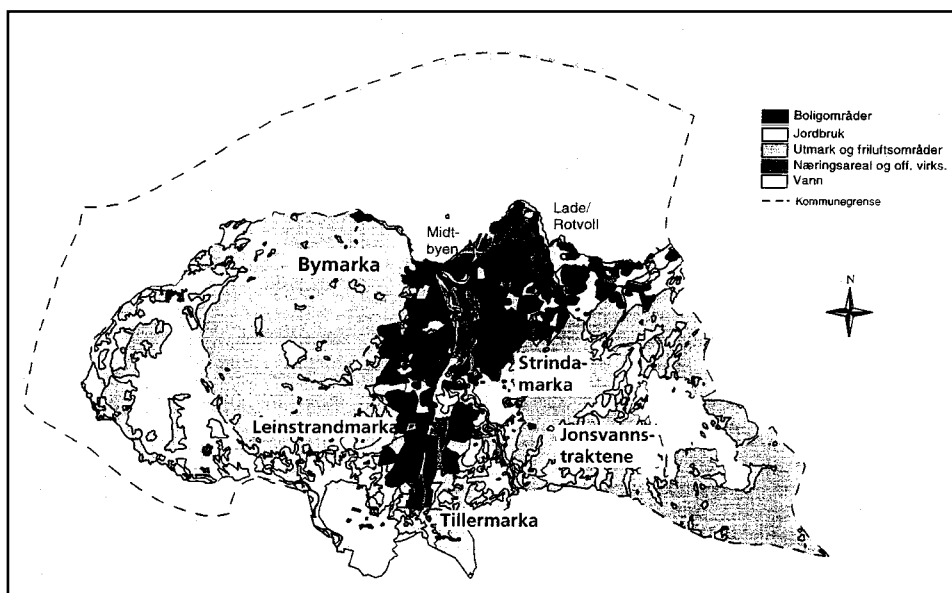 Boligområder
Jordbruk
Utmark og friluftsområder
Næringsareal og off. virks.
Vann
Kommunegrense
Lade/
Rotvoll
Midt-
byen
Bymarka
N
Strinda-
marka
Leinstrandmarka
Jonsvanns-
traktene
Tillermarka